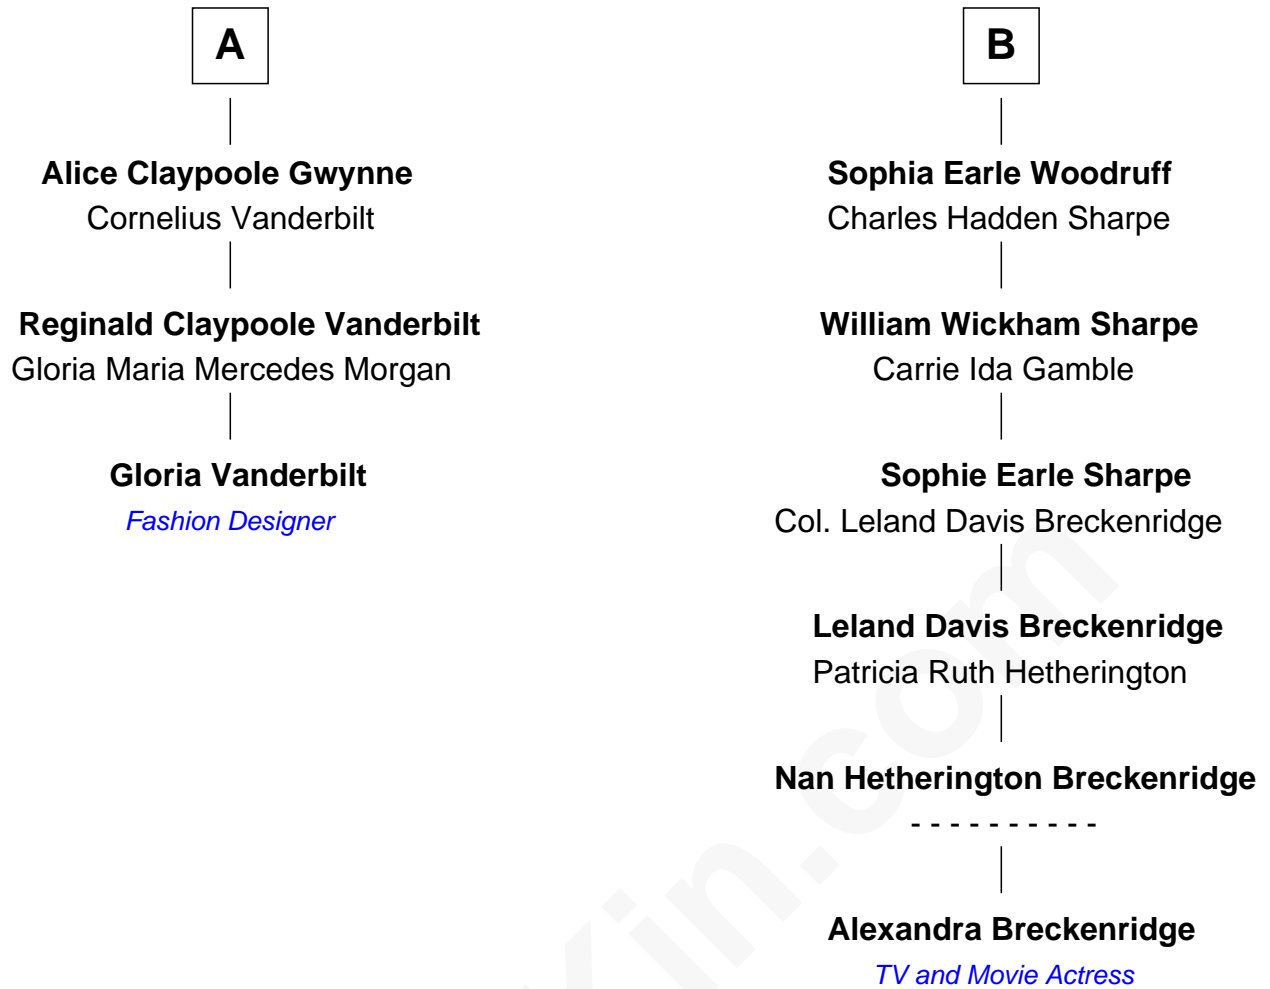 A
Alice Claypoole Gwynne
Cornelius Vanderbilt
Reginald Claypoole Vanderbilt
Gloria Maria Mercedes Morgan
Gloria Vanderbilt
Fashion Designer
B
Sophia Earle Woodruff
Charles Hadden Sharpe
William Wickham Sharpe
Carrie Ida Gamble
Sophie Earle Sharpe
Col. Leland Davis Breckenridge
Leland Davis Breckenridge
Patricia Ruth Hetherington
Nan Hetherington Breckenridge
- - - - - - - - - -
Alexandra Breckenridge
TV and Movie Actress
Kin.com